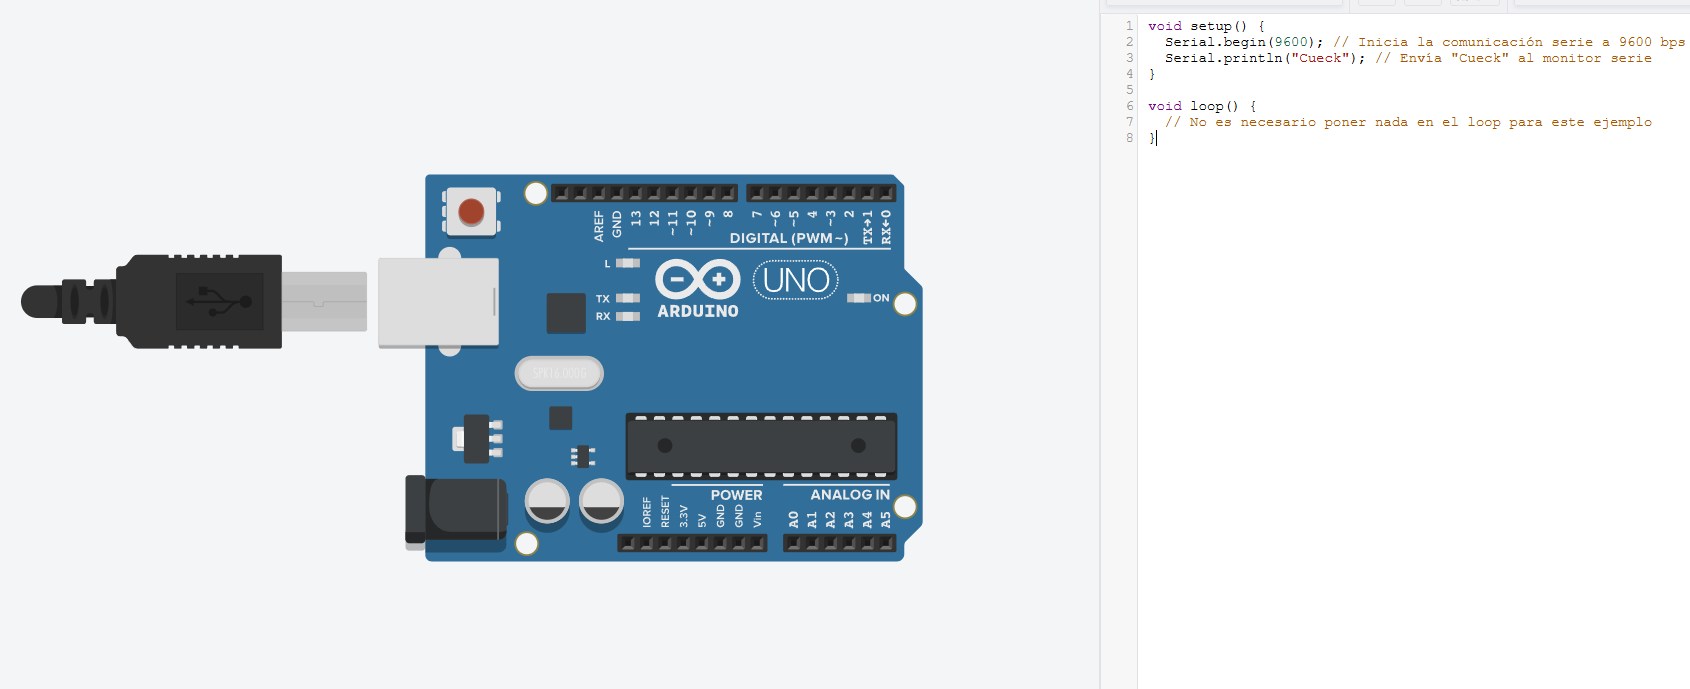 AREF
GND
13
12
~11
~10
~9
8
7
~6
~5
4
~3
2
TX→1
RX←0
DIGITAL (PWM~)
L
TX
RX
ARDUINO
UNO
ON
SPK16.000G
POWER
ANALOG IN
IOREF
RESET
3.3V
5V
GND
GND
Vin
A0
A1
A2
A3
A4
A5
1 void setup() {
2 Serial.begin(9600); // Inicia la comunicación serie a 9600 bps
3 Serial.println("Cueck"); // Envía "Cueck" al monitor serie
4 }
5
6 void loop() {
7 // No es necesario poner nada en el loop para este ejemplo
8 }